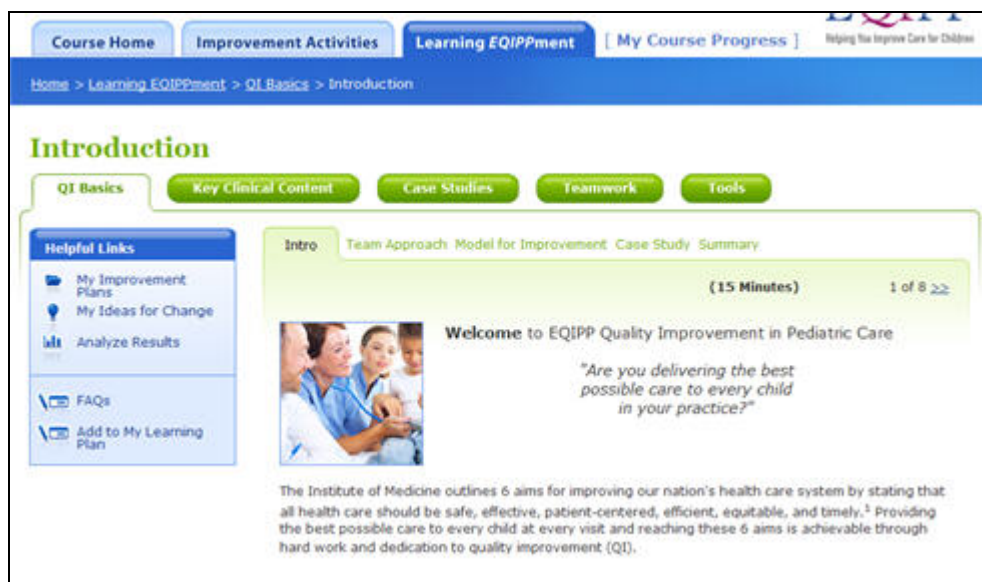 EQIPP
Course Home Improvement Activities Learning EQIPPment [ My Course Progress ] Helping You Improve Care for Children
Home > Learning EQIPPment > QI Basics > Introduction
Introduction
QI Basics Key Clinical Content Case Studies Teamwork Tools
Helpful Links
My Improvement
Plans
My Ideas for Change
Analyze Results
FAQs
Add to My Learning
Plan
Intro Team Approach Model for Improvement Case Study Summary
(15 Minutes) 1 of 8 >>
Welcome to EQIPP Quality Improvement in Pediatric Care
"Are you delivering the best
possible care to every child
in your practice?"
The Institute of Medicine outlines 6 aims for improving our nation's health care system by stating that
all health care should be safe, effective, patient-centered, efficient, equitable, and timely.¹ Providing
the best possible care to every child at every visit and reaching these 6 aims is achievable through
hard work and dedication to quality improvement (QI).